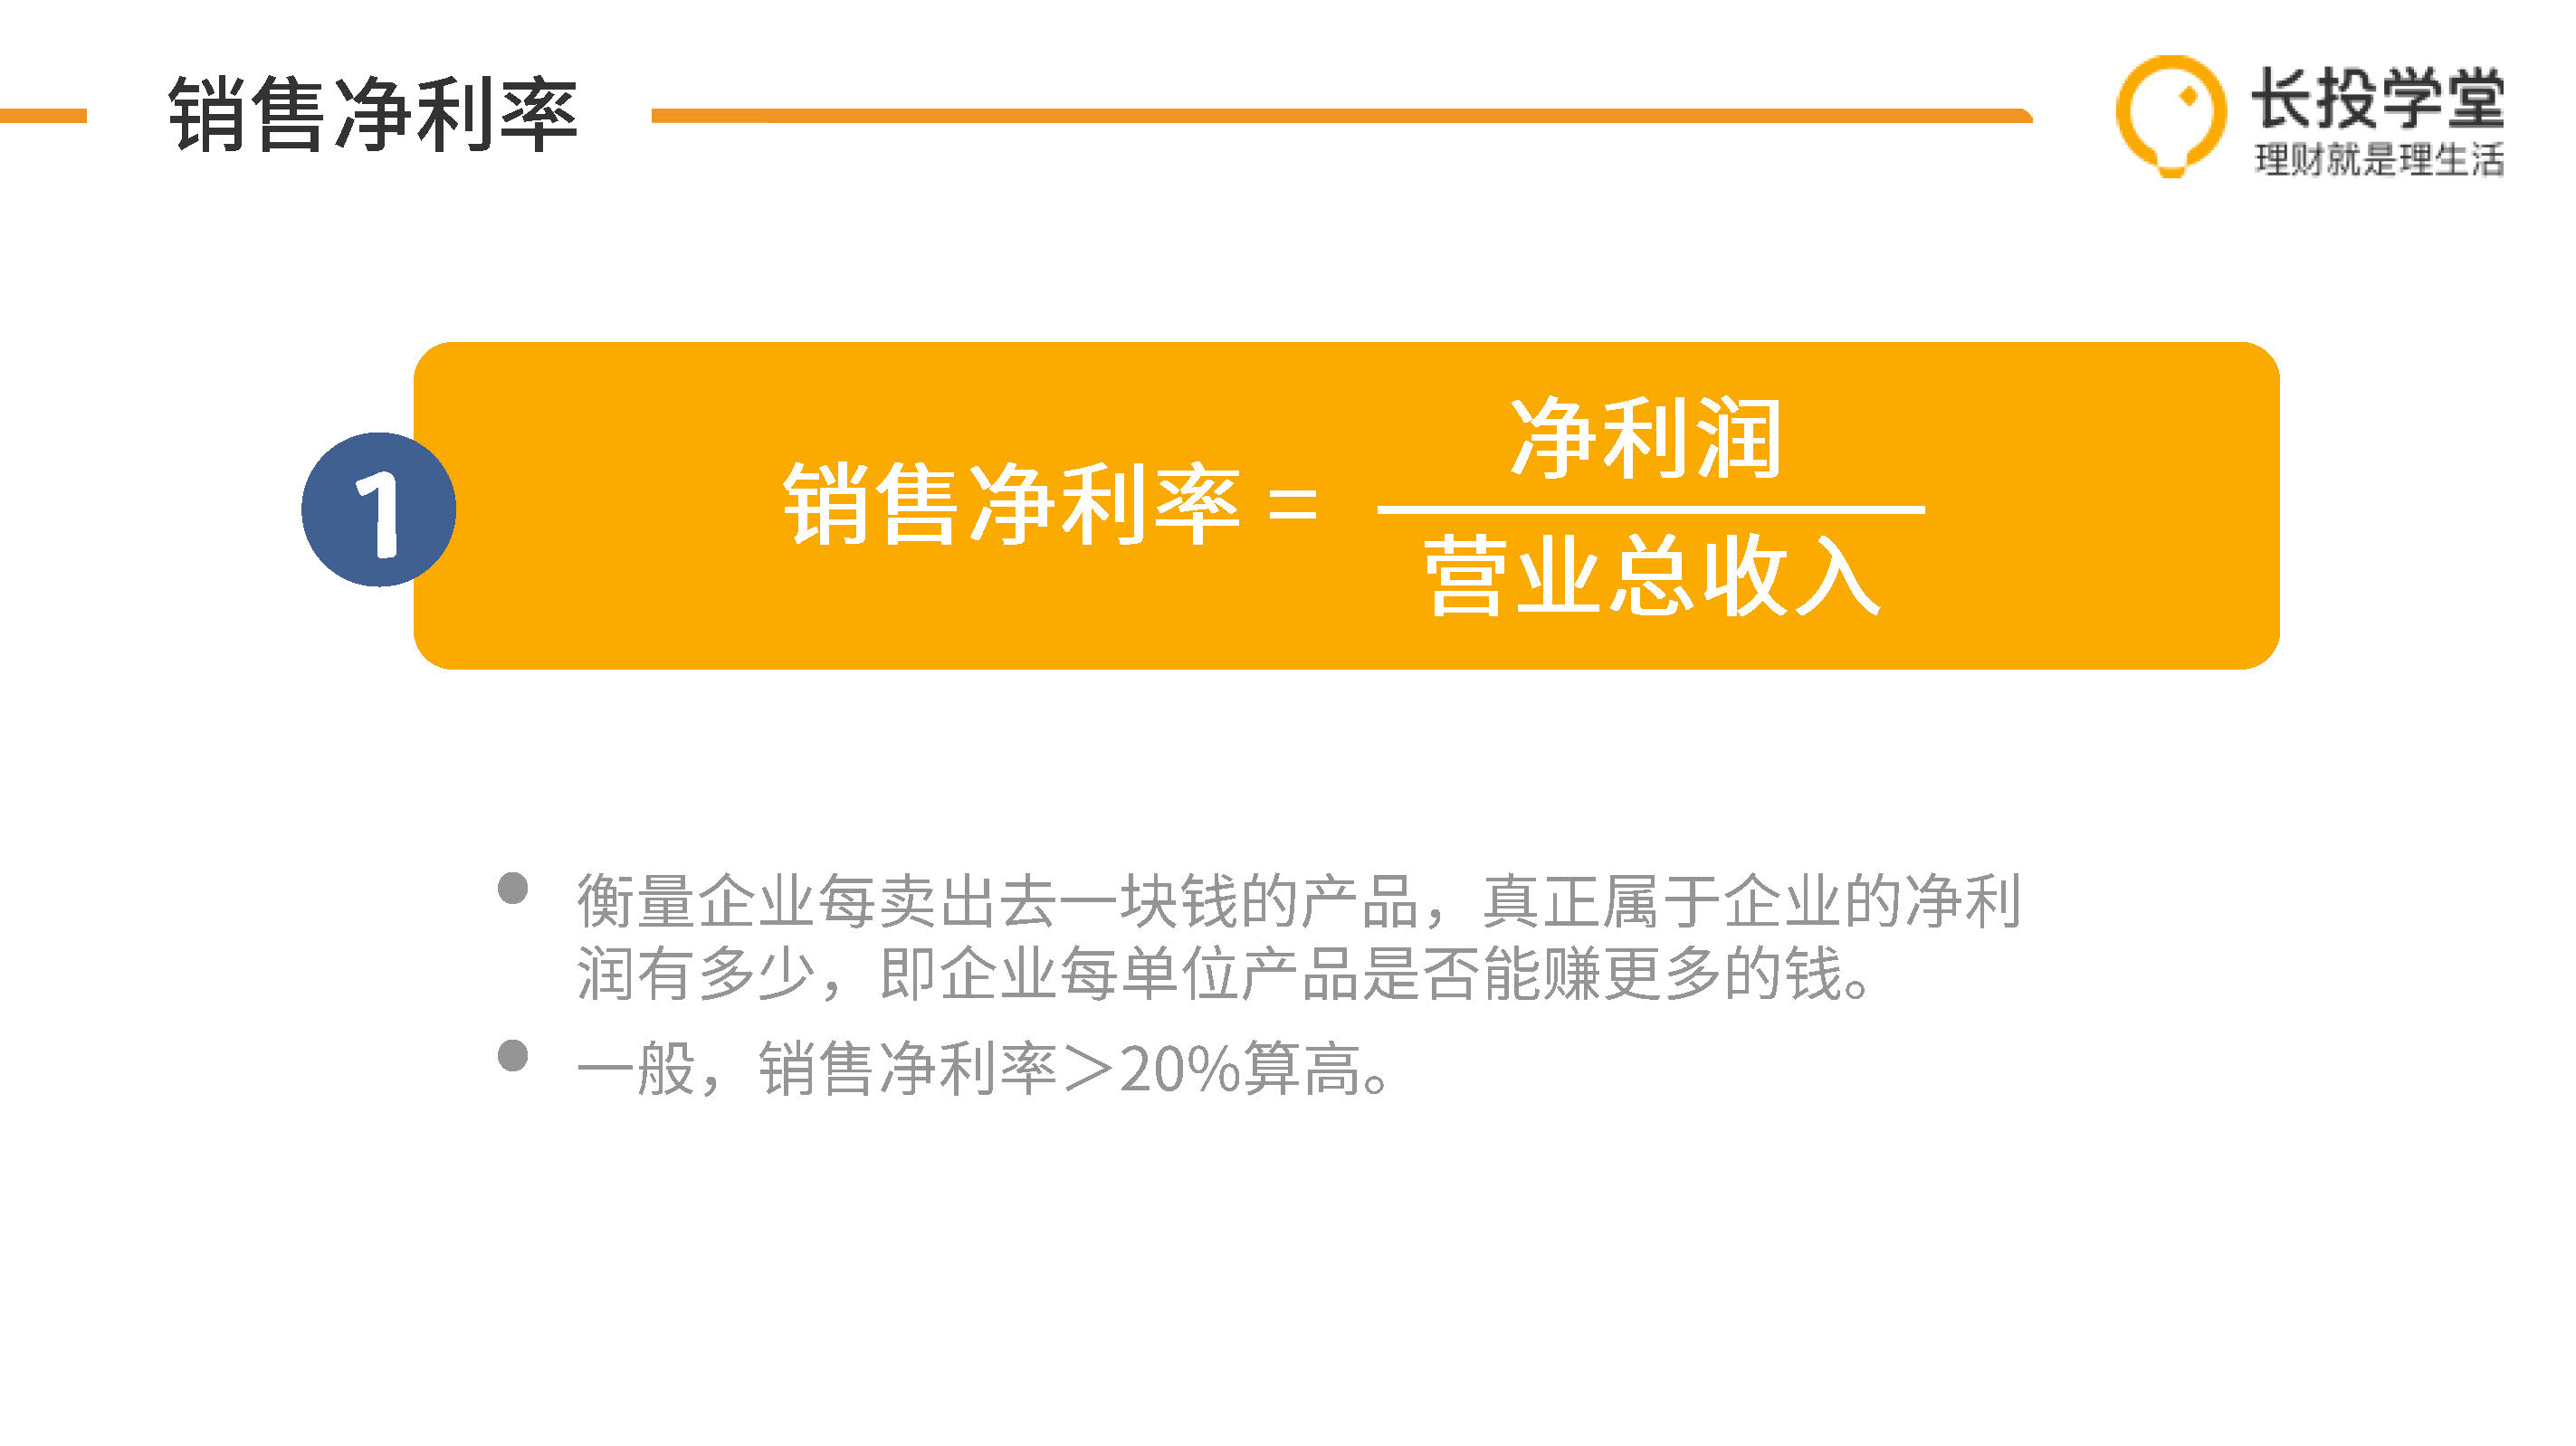 销售净利率
长投学堂
理财就是理生活
1
销售净利率 =
净利润
营业总收入
• 衡量企业每卖出去一块钱的产品，真正属于企业的净利
润有多少，即企业每单位产品是否能赚更多的钱。
• 一般，销售净利率＞20%算高。